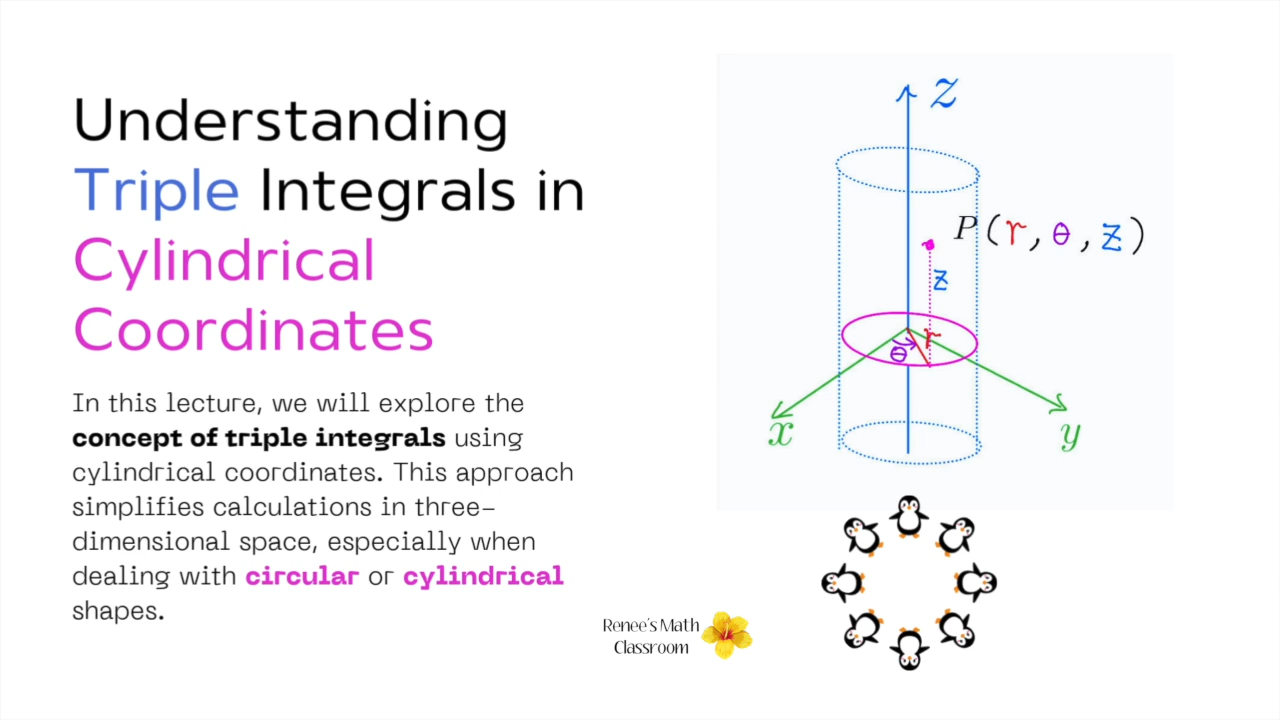 Understanding
Triple Integrals in
Cylindrical
Coordinates
In this lecture, we will explore the
concept of triple integrals using
cylindrical coordinates. This approach
simplifies calculations in three-
dimensional space, especially when
dealing with circular or cylindrical
shapes.
z
P(r, θ, z)
z
r
θ
x
y
Renee's Math
Classroom